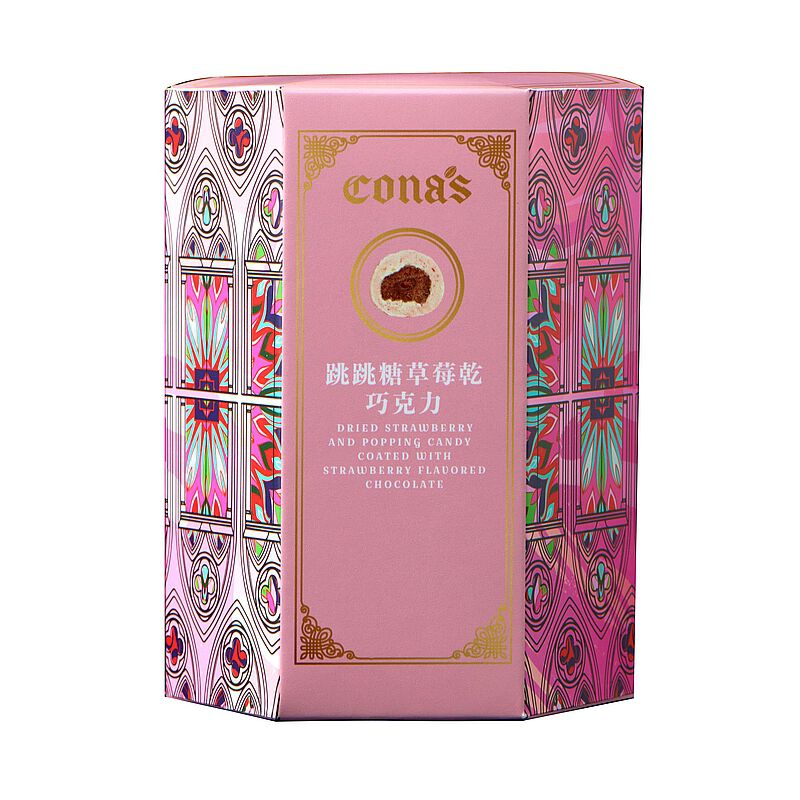 cona's
跳跳糖草莓乾
巧克力
DRIED STRAWBERRY
AND POPPING CANDY
COATED WITH
STRAWBERRY FLAVORED
CHOCOLATE